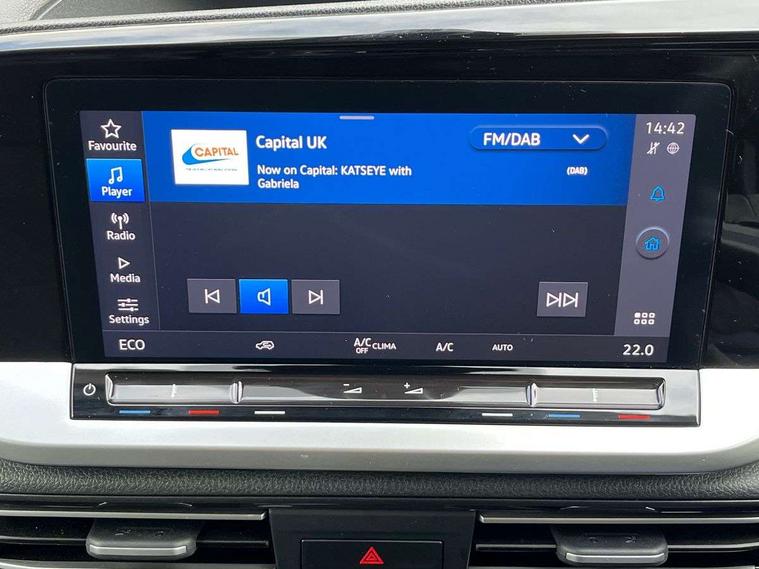 Favourite
Player
Radio
Media
Settings
CAPITAL
Capital UK
Now on Capital: KATSEYE with
Gabriela
FM/DAB
(DAB)
14:42
ECO
A/C
OFF CLIMA
A/C
AUTO
22.0